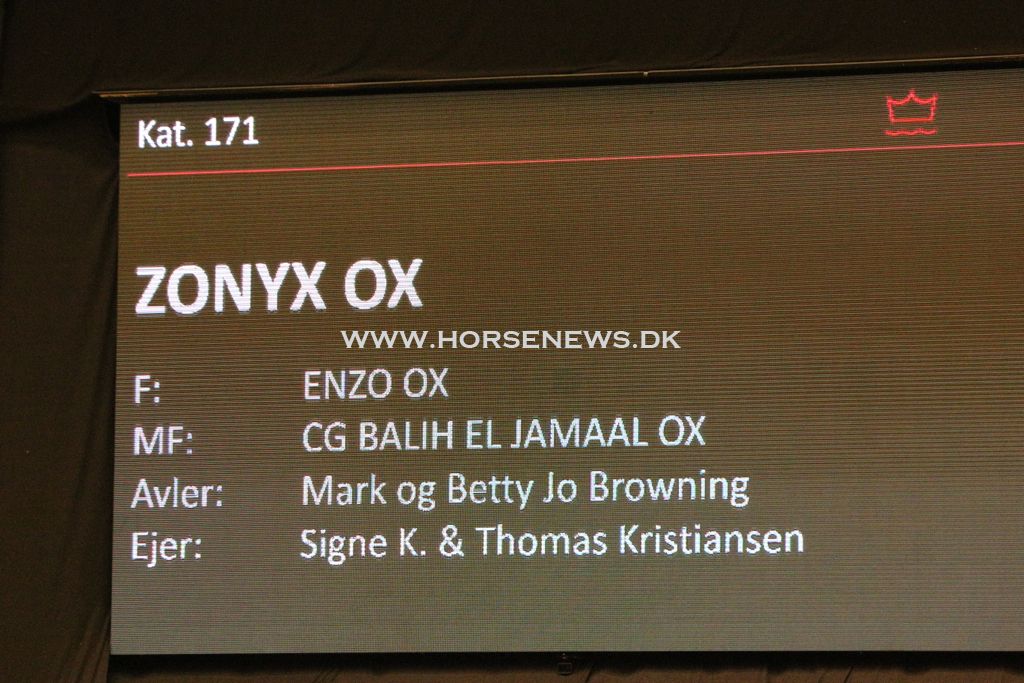 Kat. 171
ZONYX OX
WWW.HORSENEWS.DK
F: ENZO OX
MF: CG BALIH EL JAMAAL OX
Avler: Mark og Betty Jo Browning
Ejer: Signe K. & Thomas Kristiansen